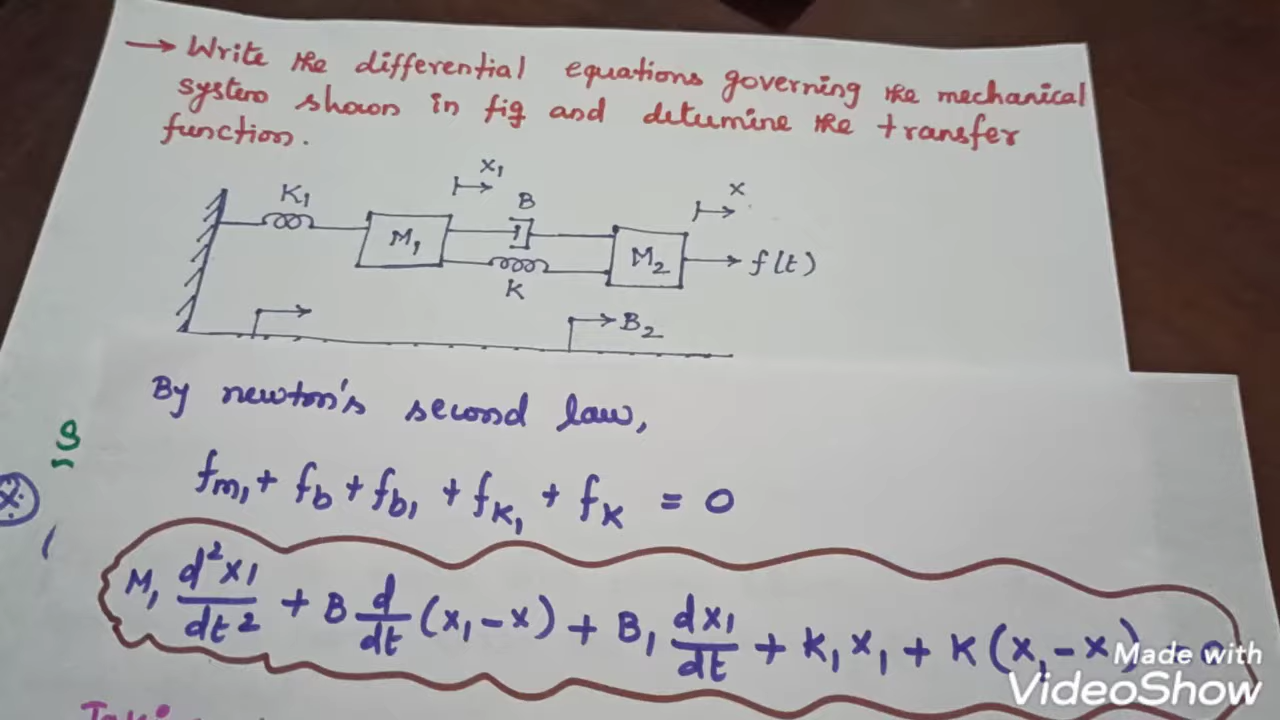 → Write the differential equations governing the mechanical
system shown in fig and determine the transfer
function.
x₁
x
K₁
B
M₁
M₂
f(t)
K
B₂
By newton's second law,
S
fm₁ + fb + fb₁ + fK₁ + fK = 0
M₁ d²x₁/dt² + B d/dt (x₁ - x) + B₁ dx₁/dt + K₁x₁ + K(x₁ - x) = 0
Made with
VideoShow